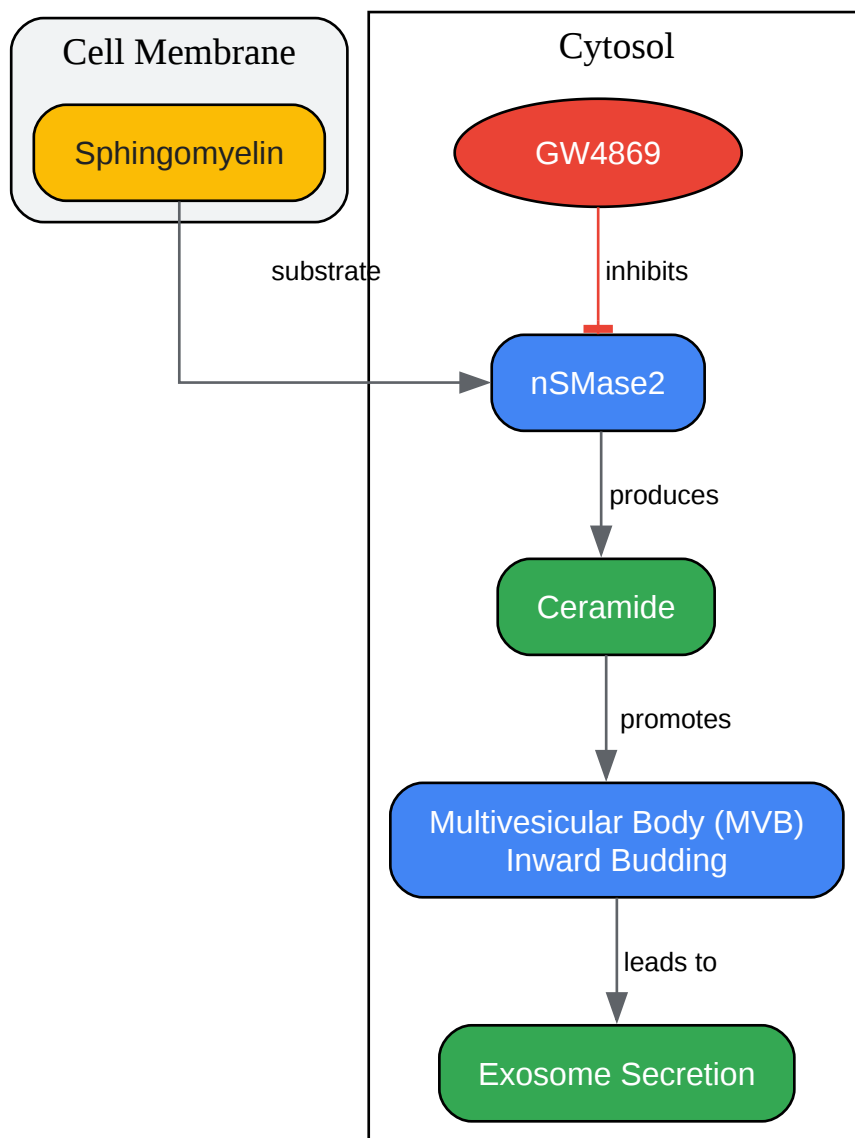 Cell Membrane
Cytosol
Sphingomyelin
GW4869
substrate
inhibits
nSMase2
produces
Ceramide
promotes
Multivesicular Body (MVB)
Inward Budding
leads to
Exosome Secretion